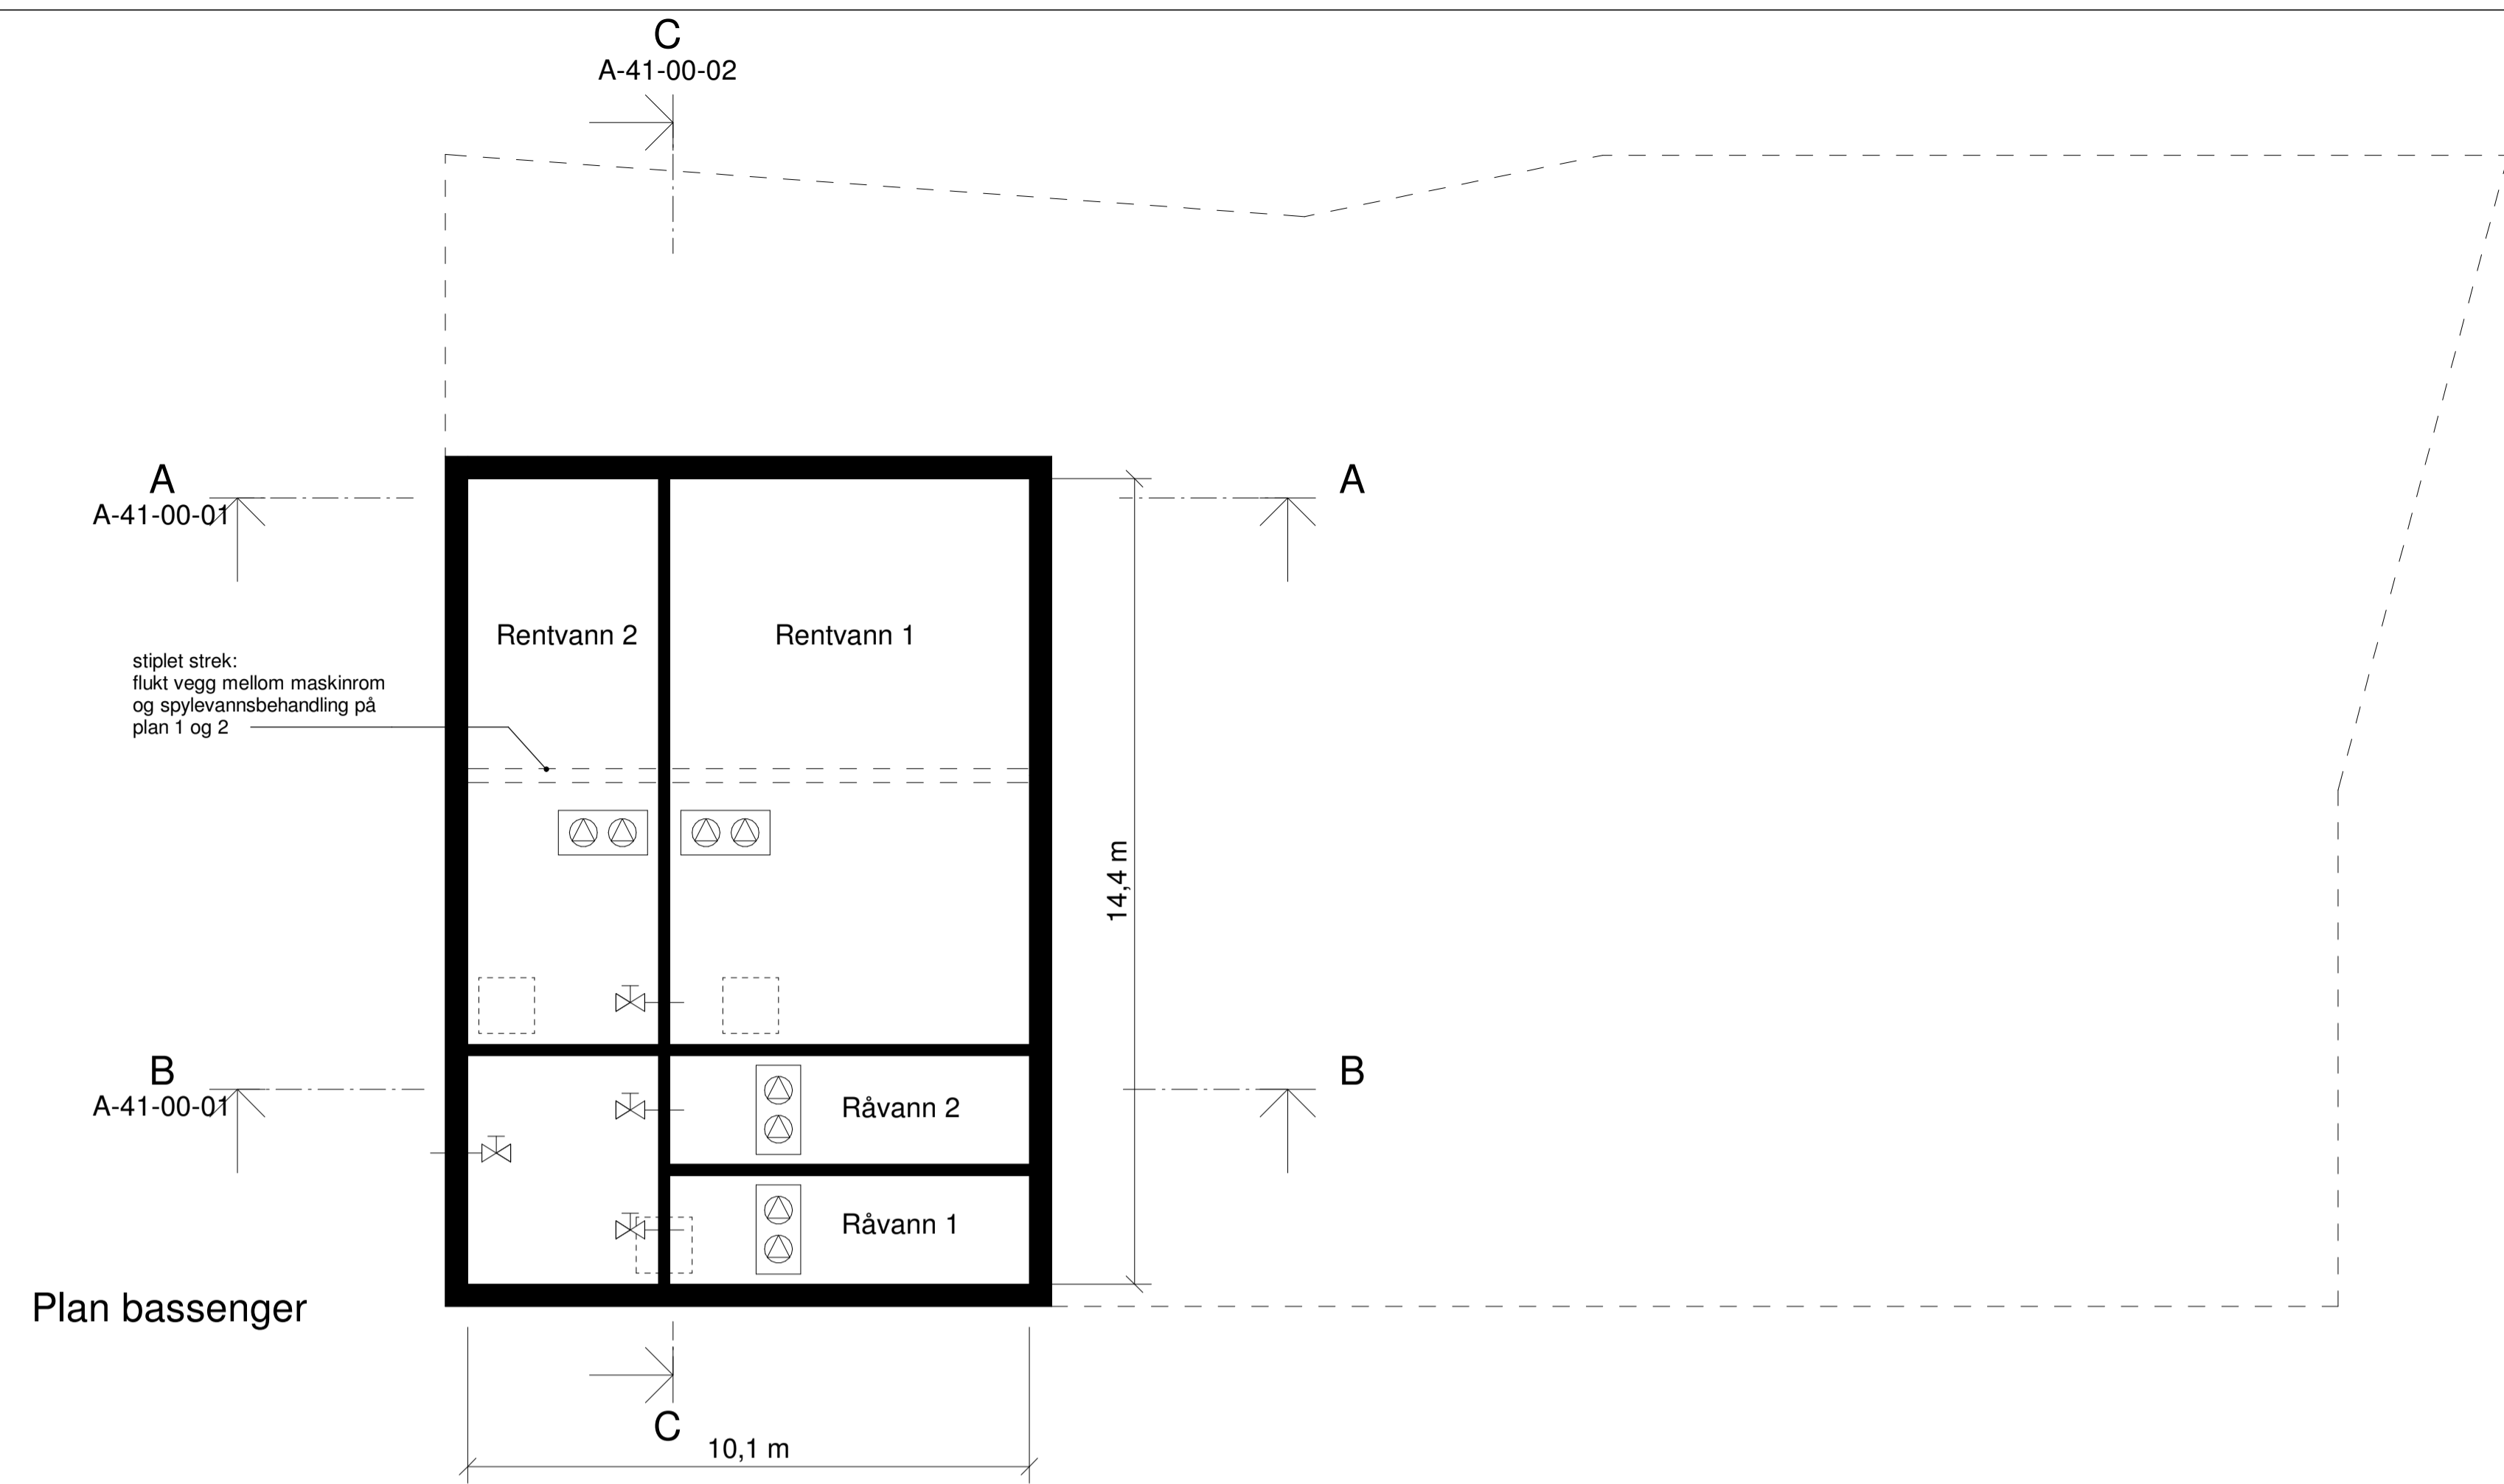 C
A-41-00-02
A
A-41-00-01
A
Rentvann 2
Rentvann 1
stiplet strek:
flukt vegg mellom maskinrom
og spylevannsbehandling på
plan 1 og 2
14,4 m
B
A-41-00-01
B
Råvann 2
Råvann 1
Plan bassenger
C
10,1 m